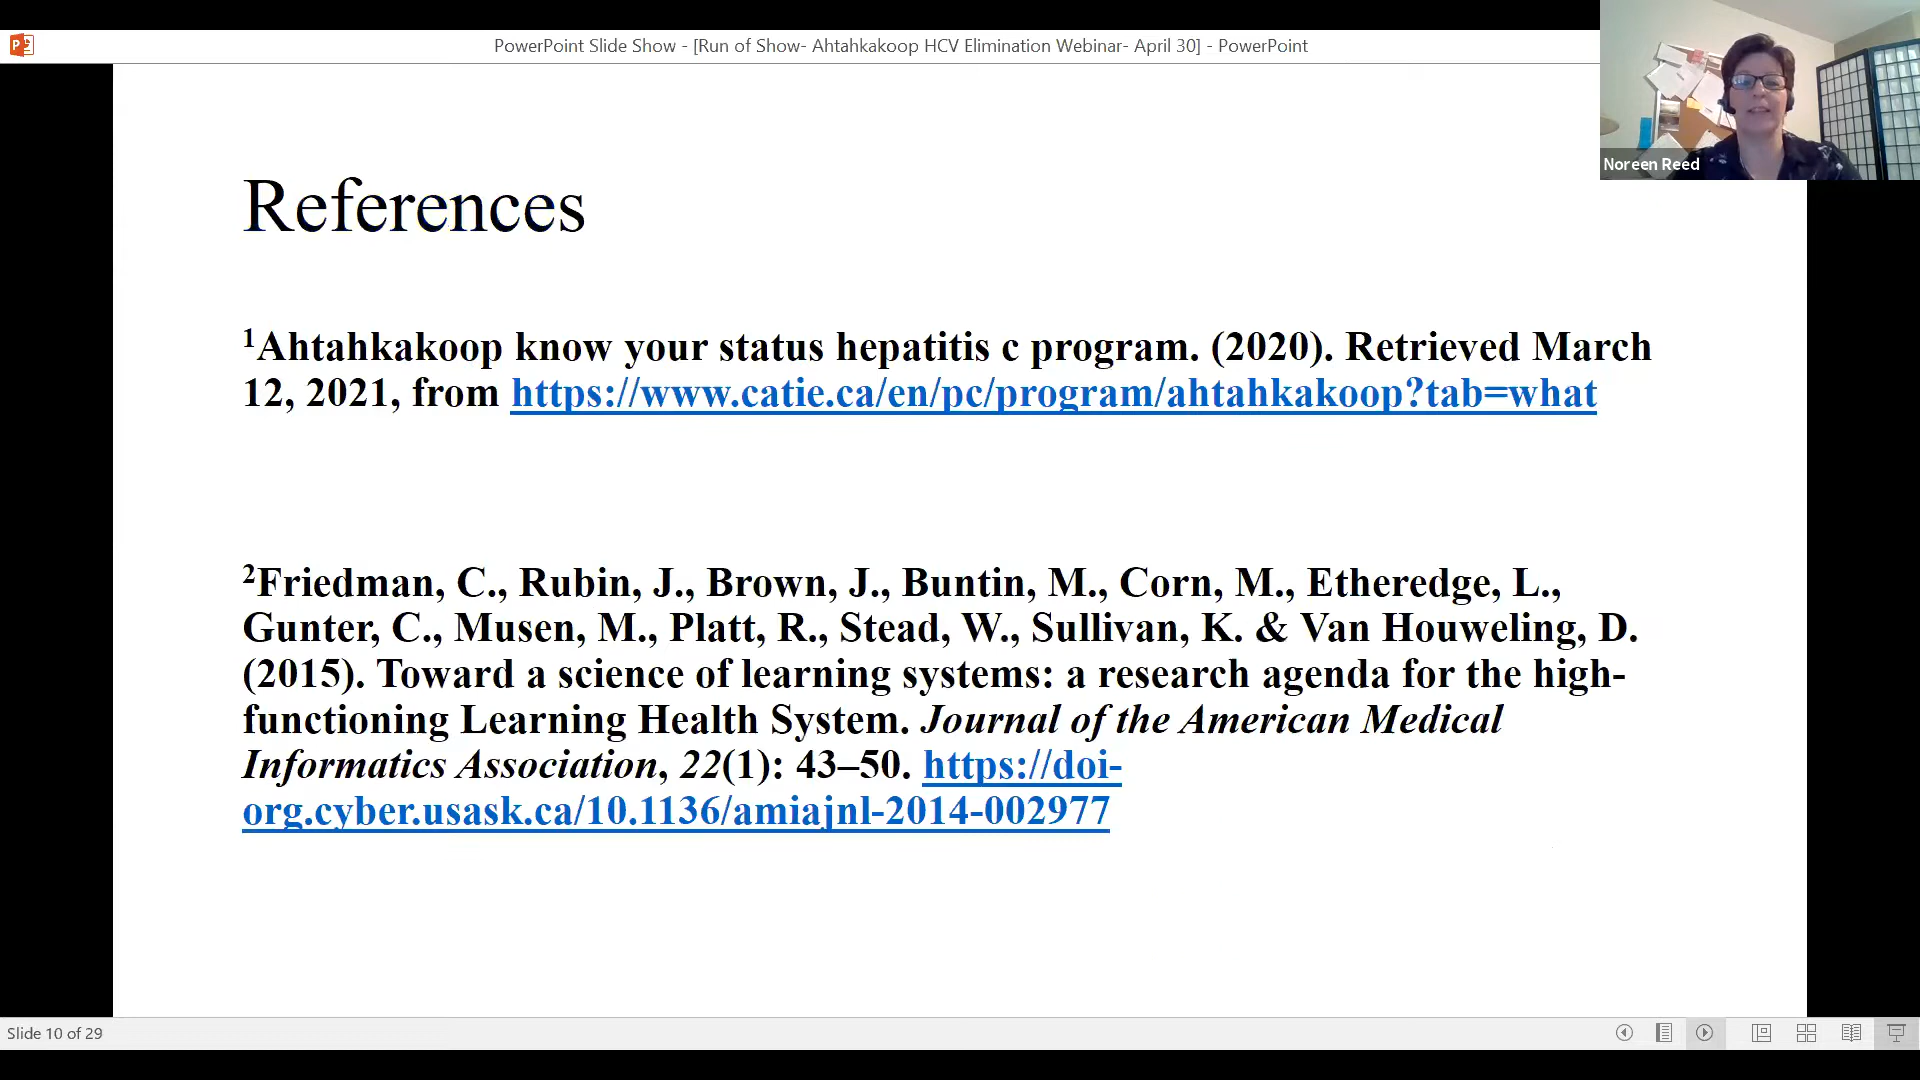 PowerPoint Slide Show - [Run of Show- Ahtahkakoop HCV Elimination Webinar- April 30] - PowerPoint
Noreen Reed
References
¹Ahtahkakoop know your status hepatitis c program. (2020). Retrieved March
12, 2021, from https://www.catie.ca/en/pc/program/ahtahkakoop?tab=what
²Friedman, C., Rubin, J., Brown, J., Buntin, M., Corn, M., Etheredge, L.,
Gunter, C., Musen, M., Platt, R., Stead, W., Sullivan, K. & Van Houweling, D.
(2015). Toward a science of learning systems: a research agenda for the high-
functioning Learning Health System. Journal of the American Medical
Informatics Association, 22(1): 43–50. https://doi-
org.cyber.usask.ca/10.1136/amiajnl-2014-002977
Slide 10 of 29